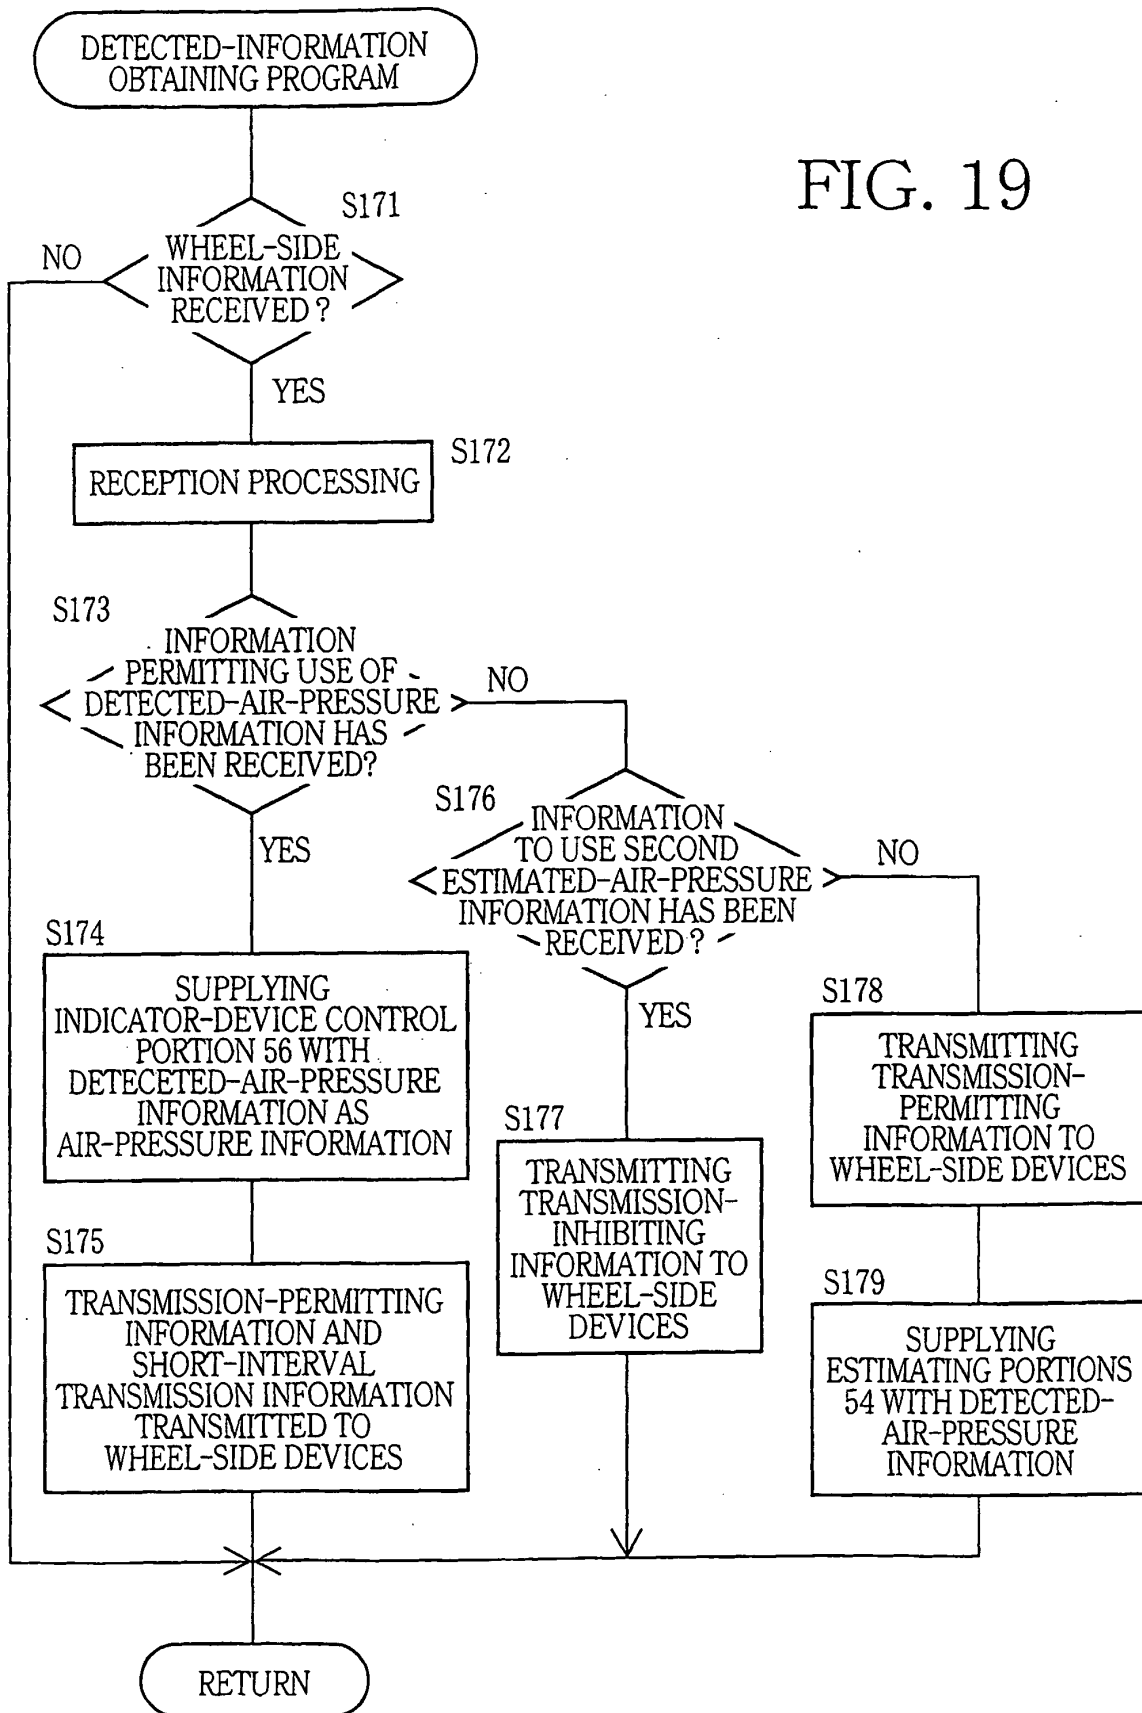 DETECTED-INFORMATION
OBTAINING PROGRAM
FIG. 19
S171
WHEEL-SIDE
INFORMATION
RECEIVED ?
NO
YES
S172
RECEPTION PROCESSING
S173
INFORMATION
PERMITTING USE OF
DETECTED-AIR-PRESSURE
INFORMATION HAS
BEEN RECEIVED?
NO
YES
S174
SUPPLYING
INDICATOR-DEVICE CONTROL
PORTION 56 WITH
DETECETED-AIR-PRESSURE
INFORMATION AS
AIR-PRESSURE INFORMATION
S175
TRANSMISSION-PERMITTING
INFORMATION AND
SHORT-INTERVAL
TRANSMISSION INFORMATION
TRANSMITTED TO
WHEEL-SIDE DEVICES
S176
INFORMATION
TO USE SECOND
ESTIMATED-AIR-PRESSURE
INFORMATION HAS BEEN
RECEIVED ?
NO
YES
S177
TRANSMITTING
TRANSMISSION-
INHIBITING
INFORMATION TO
WHEEL-SIDE
DEVICES
S178
TRANSMITTING
TRANSMISSION-
PERMITTING
INFORMATION TO
WHEEL-SIDE DEVICES
S179
SUPPLYING
ESTIMATING PORTIONS
54 WITH DETECTED-
AIR-PRESSURE
INFORMATION
RETURN